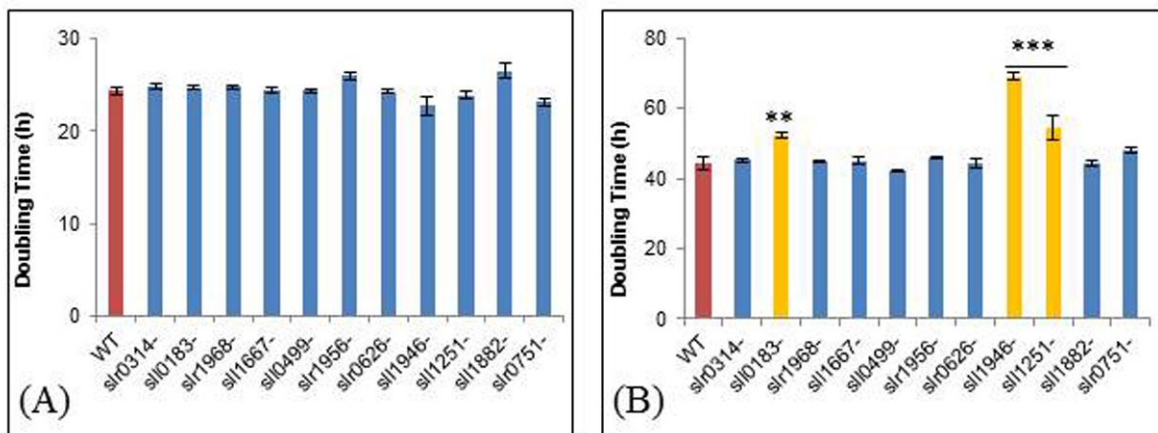 30
20
10
0
Doubling Time (h)
WT
slr0314-
sll0183-
slr1968-
sll1667-
sll0499-
slr1956-
slr0626-
sll1946-
sll1251-
sll1882-
slr0751-
(A)
80
60
40
20
0
Doubling Time (h)
**
***
WT
slr0314-
sll0183-
slr1968-
sll1667-
sll0499-
slr1956-
slr0626-
sll1946-
sll1251-
sll1882-
slr0751-
(B)